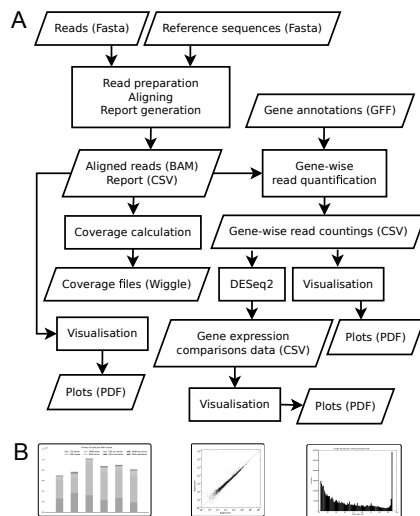 A
Reads (Fasta)
Reference sequences (Fasta)
Read preparation
Aligning
Report generation
Gene annotations (GFF)
Aligned reads (BAM)
Report (CSV)
Gene-wise
read quantification
Coverage calculation
Gene-wise read countings (CSV)
Coverage files (Wiggle)
DESeq2
Visualisation
Visualisation
Gene expression
comparisons data (CSV)
Plots (PDF)
Plots (PDF)
Visualisation
Plots (PDF)
B